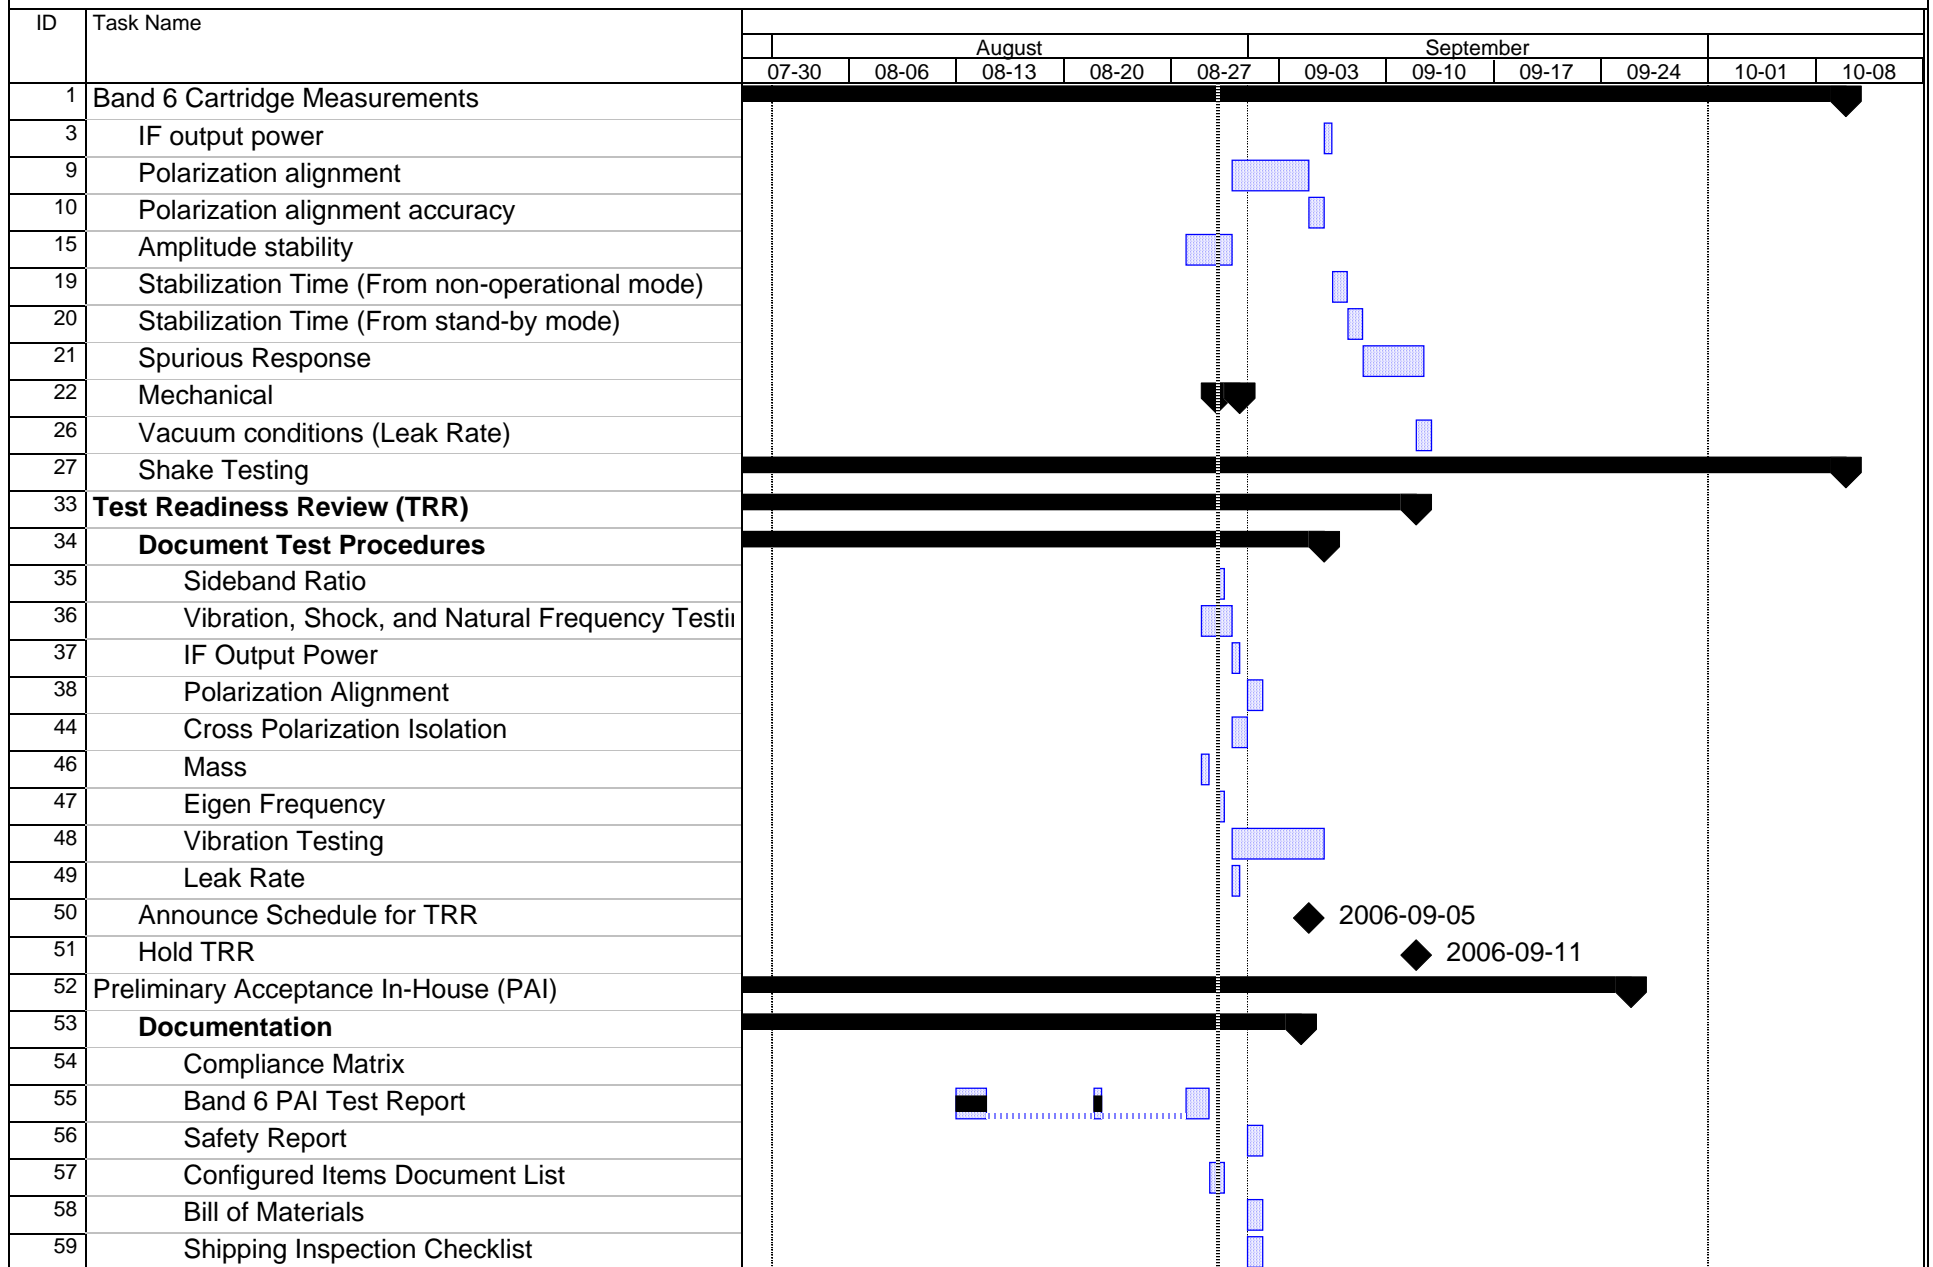 ID Task Name
August September
07-30 08-06 08-13 08-20 08-27 09-03 09-10 09-17 09-24 10-01 10-08
1 Band 6 Cartridge Measurements
3 IF output power
9 Polarization alignment
10 Polarization alignment accuracy
15 Amplitude stability
19 Stabilization Time (From non-operational mode)
20 Stabilization Time (From stand-by mode)
21 Spurious Response
22 Mechanical
26 Vacuum conditions (Leak Rate)
27 Shake Testing
33 Test Readiness Review (TRR)
34 Document Test Procedures
35 Sideband Ratio
36 Vibration, Shock, and Natural Frequency Testi
37 IF Output Power
38 Polarization Alignment
44 Cross Polarization Isolation
46 Mass
47 Eigen Frequency
48 Vibration Testing
49 Leak Rate
50 Announce Schedule for TRR 2006-09-05
51 Hold TRR 2006-09-11
52 Preliminary Acceptance In-House (PAI)
53 Documentation
54 Compliance Matrix
55 Band 6 PAI Test Report
56 Safety Report
57 Configured Items Document List
58 Bill of Materials
59 Shipping Inspection Checklist